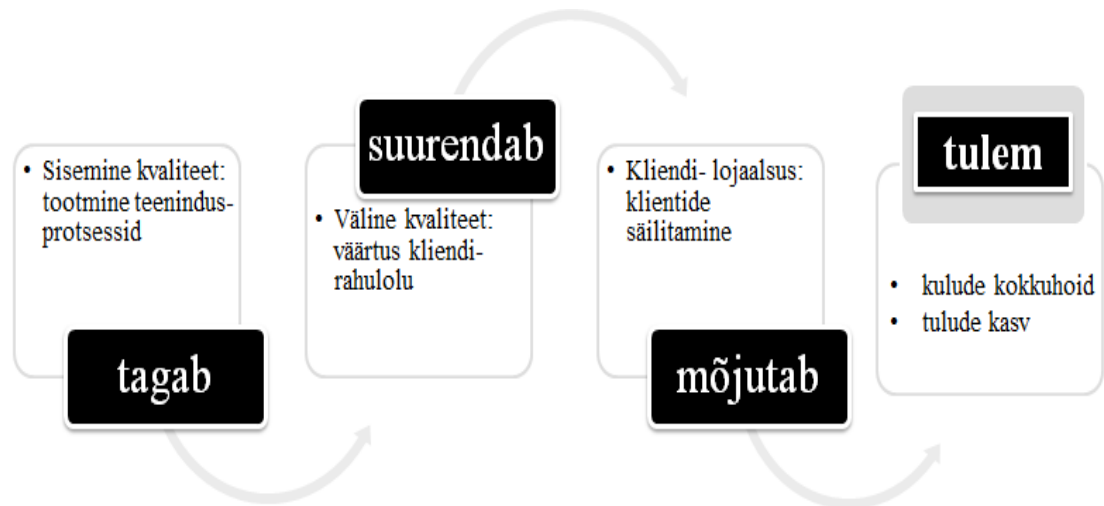 • Sisemine kvaliteet:
tootmine teenindus-
protsessid
tagab
suurendab
• Väline kvaliteet:
väärtus kliendi-
rahulolu
• Kliendi- lojaalsus:
klientide
säilitamine
mõjutab
tulem
• kulude kokkuhoid
• tulude kasv